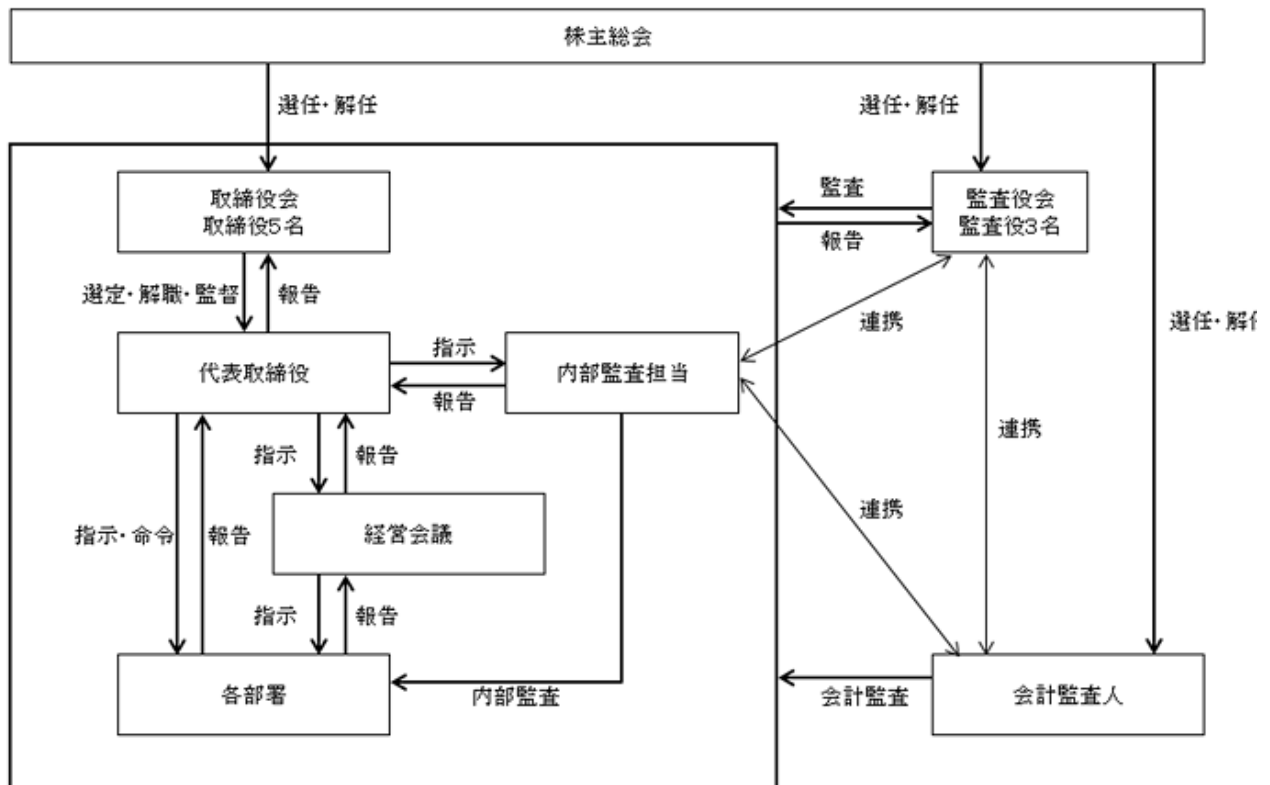 株主総会
選任・解任
選任・解任
取締役会
取締役5名
監査
報告
監査役会
監査役3名
選定・解職・監督
報告
連携
選任・解
代表取締役
指示
報告
内部監査担当
指示
報告
連携
指示・命令
報告
経営会議
連携
指示
報告
各部署
内部監査
会計監査
会計監査人